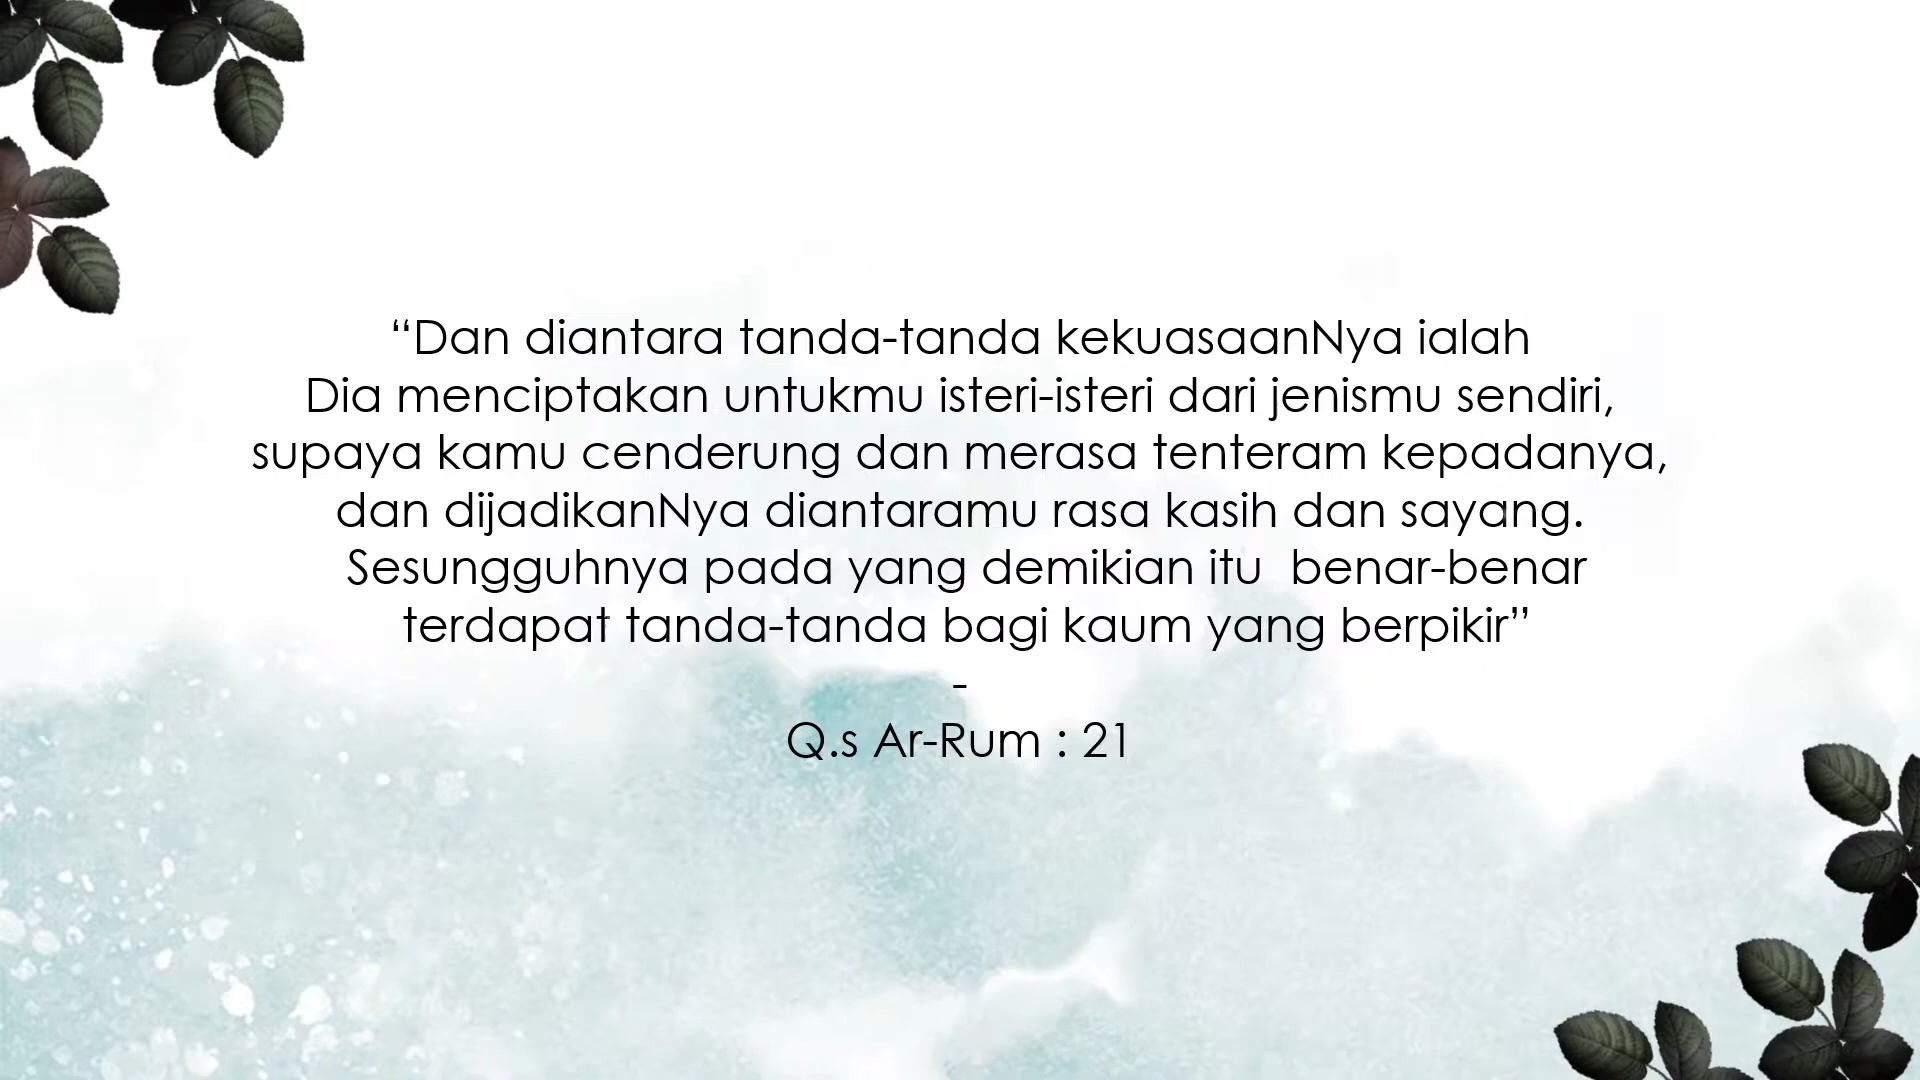 “Dan diantara tanda-tanda kekuasaanNya ialah
Dia menciptakan untukmu isteri-isteri dari jenismu sendiri,
supaya kamu cenderung dan merasa tenteram kepadanya,
dan dijadikanNya diantaramu rasa kasih dan sayang.
Sesungguhnya pada yang demikian itu  benar-benar
terdapat tanda-tanda bagi kaum yang berpikir”
-
Q.s Ar-Rum : 21